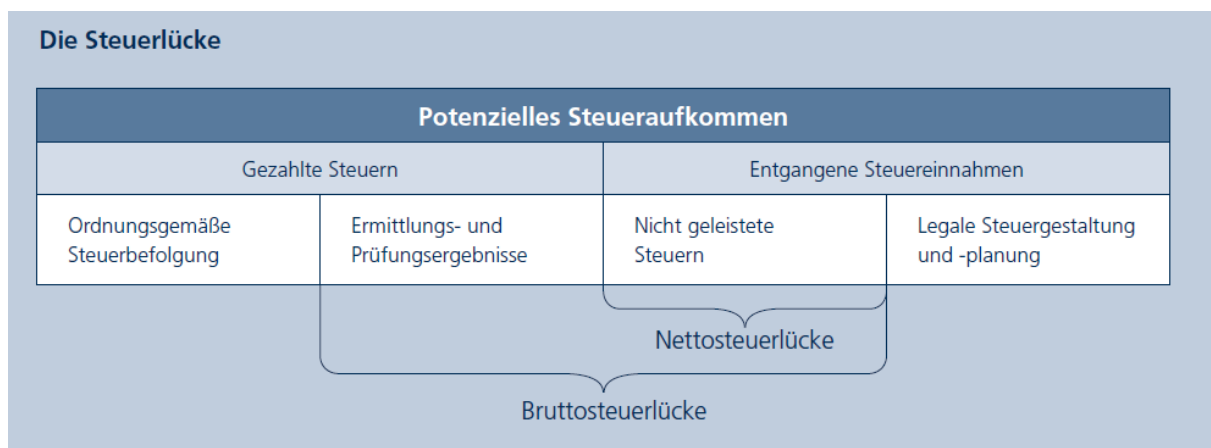 Die Steuerlücke
Potenzielles Steueraufkommen
Gezahlte Steuern
Entgangene Steuereinnahmen
Ordnungsgemäße
Steuerbefolgung
Ermittlungs- und
Prüfungsergebnisse
Nicht geleistete
Steuern
Legale Steuergestaltung
und -planung
Nettosteuerlücke
Bruttosteuerlücke